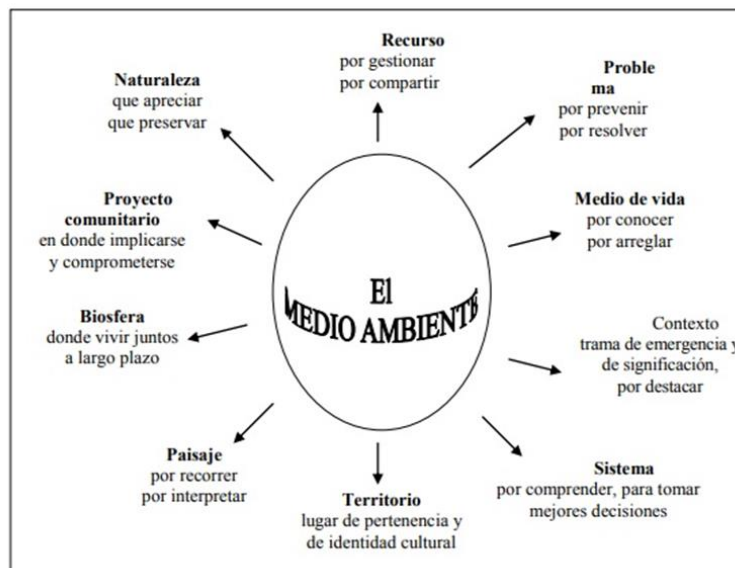 Recurso
por gestionar
por compartir
Proble
ma
por prevenir
por resolver
Naturaleza
que apreciar
que preservar
Proyecto
comunitario
en donde implicarse
y comprometerse
Medio de vida
por conocer
por arreglar
El
MEDIO AMBIENTE
Biosfera
donde vivir juntos
a largo plazo
Contexto
trama de emergencia y
de significación,
por destacar
Paisaje
por recorrer
por interpretar
Territorio
lugar de pertenencia y
de identidad cultural
Sistema
por comprender, para tomar
mejores decisiones